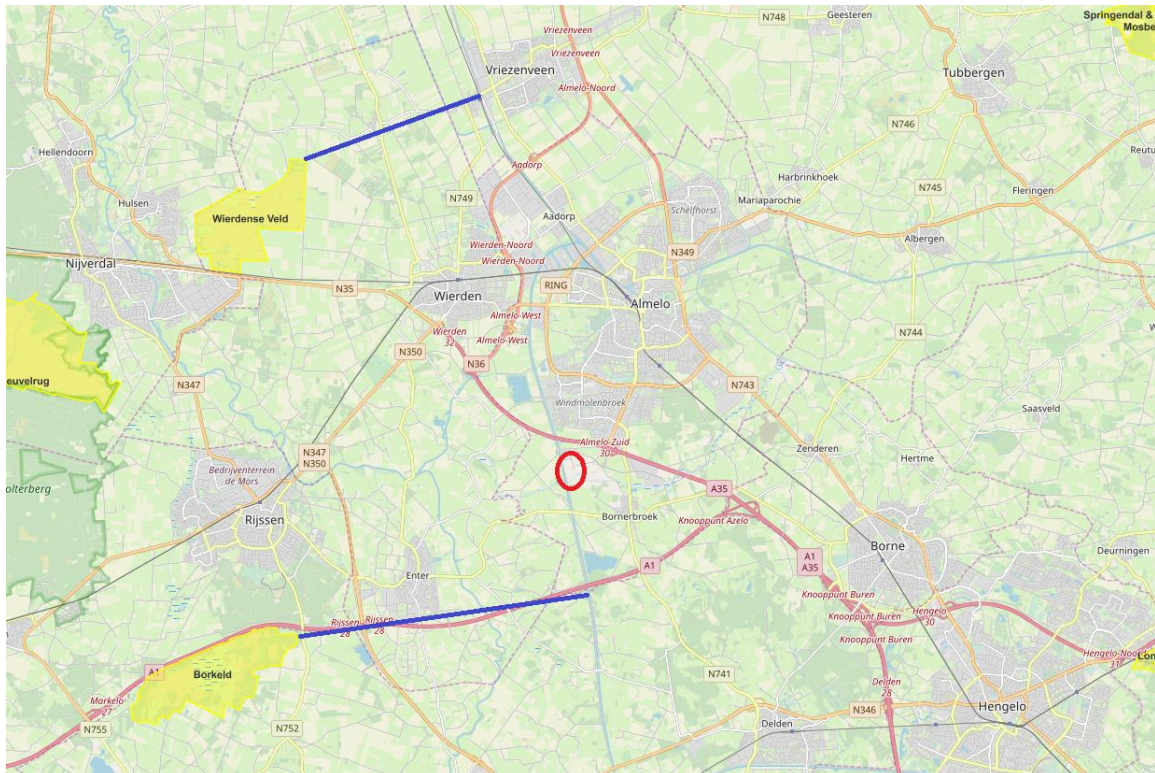 N748
Geesteren
Springendal &
Mosbe
Vriezenveen
Vriezenveen
Vriezenveen
Tubbergen
Almelo-Noord
N746
Hellendoorn
Reutu
Aadorp
Harbrinkhoek
N745
Fleringen
Hulsen
N749
Mariaparochie
Wierdense Veld
Aadorp
Schelfhorst
Albergen
Wierden-Noord
Wierden-Noord
N349
Nijverdal
N35
RING
Wierden
Almelo
Almelo-West
Wierden
32
Almelo-West
N744
N350
N36
euvelrug
N347
N743
Windmolenbroek
Saasveld
Almelo-Zuid
30
Zenderen
N347
N350
Hertme
Bedrijventerrein
de Mors
olterberg
A35
Rijssen
Bornerbroek
Knooppunt Azelo
Borne
Deurningen
A1
A1
A35
Enter
Knooppunt Buren
Rijssen
28
Rijssen
28
Knooppunt Buren
Hengelo
30
Knooppunt Buren
Hengelo-Noord
31
Lon
A1
Borkeld
N741
Delden
28
Markelo
27
N755
N752
Delden
N346
Hengelo